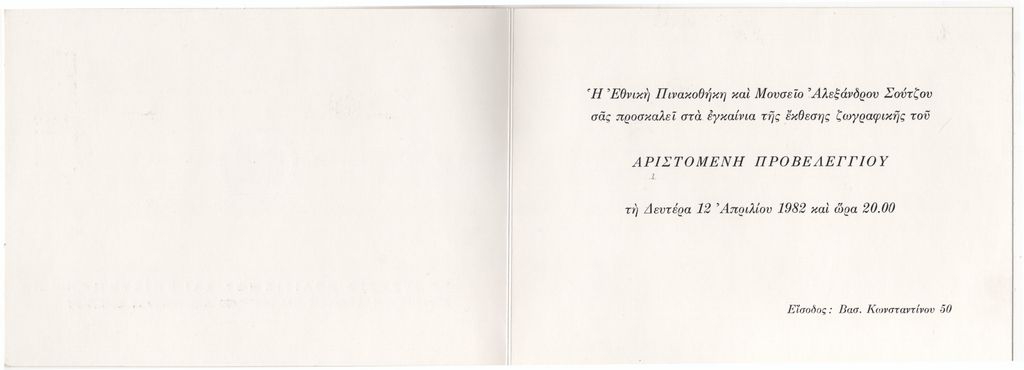 Ἡ Ἐθνικὴ Πινακοθήκη καὶ Μουσεῖο Ἀλεξάνδρου Σούτζου
σᾶς προσκαλεῖ στὰ ἐγκαίνια τῆς ἔκθεσης ζωγραφικῆς τοῦ
ΑΡΙΣΤΟΜΕΝΗ ΠΡΟΒΕΛΕΓΓΙΟΥ
τὴ Δευτέρα 12 Ἀπριλίου 1982 καὶ ὥρα 20.00
Εἴσοδος: Βασ. Κωνσταντίνου 50